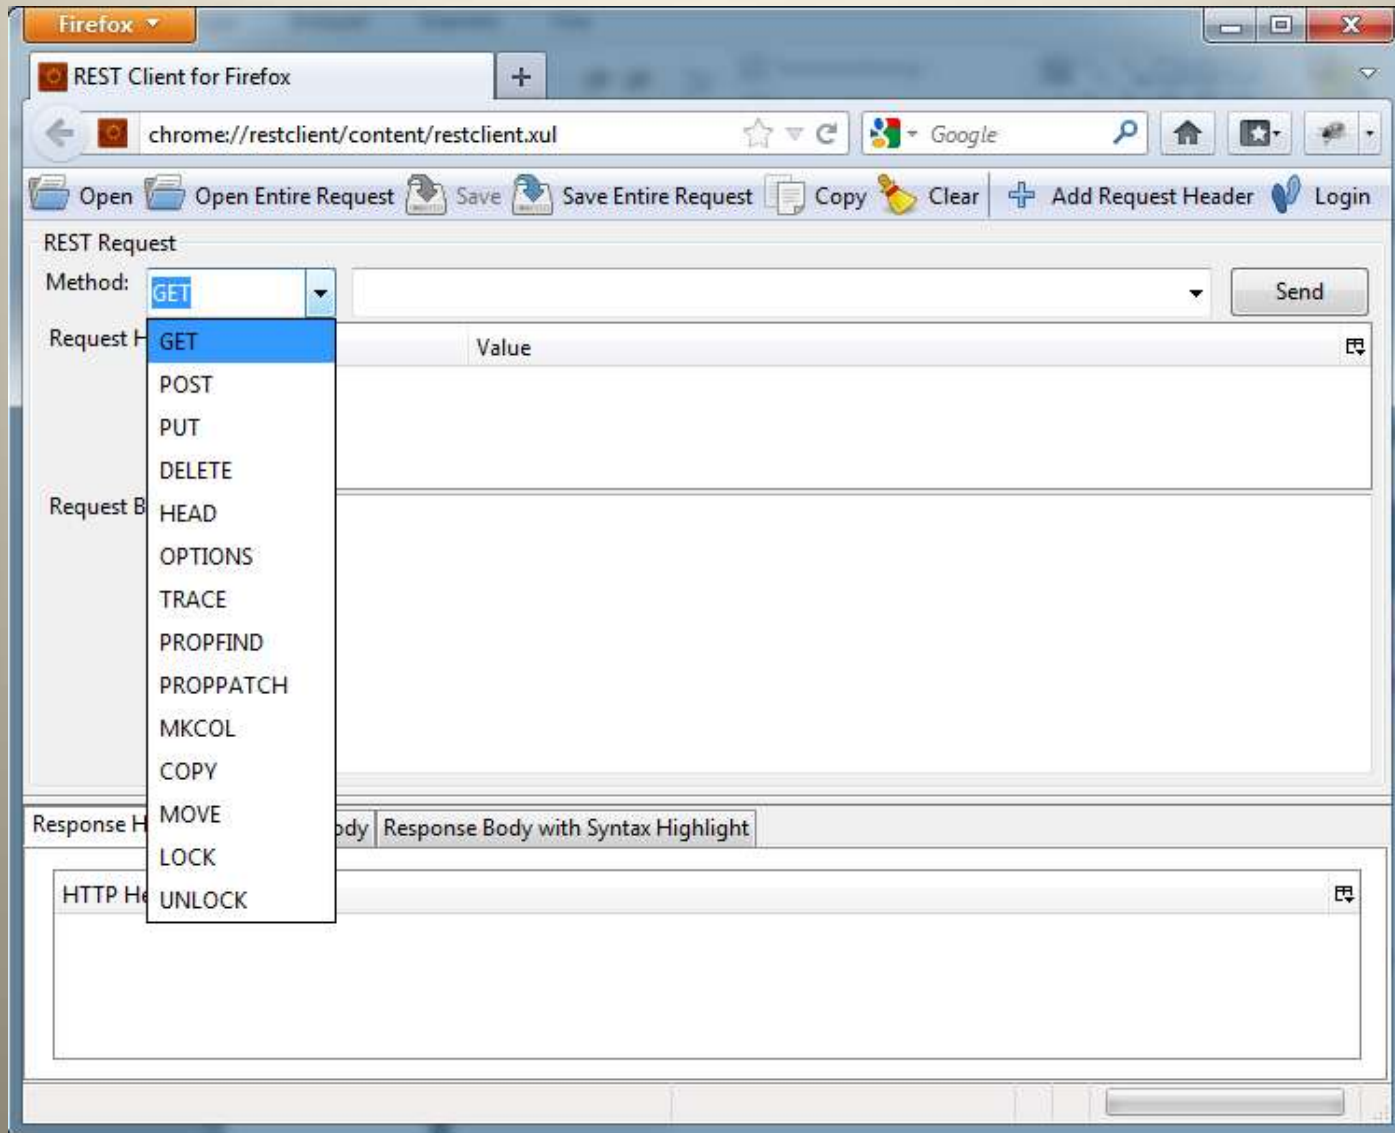 Firefox
REST Client for Firefox
chrome://restclient/content/restclient.xul Google
Open Open Entire Request Save Save Entire Request Copy Clear Add Request Header Login
REST Request
Method: GET Send
Request H Value
GET
POST
PUT
DELETE
Request B
HEAD
OPTIONS
TRACE
PROPFIND
PROPPATCH
MKCOL
COPY
MOVE
LOCK
UNLOCK
Response H ody Response Body with Syntax Highlight
HTTP He